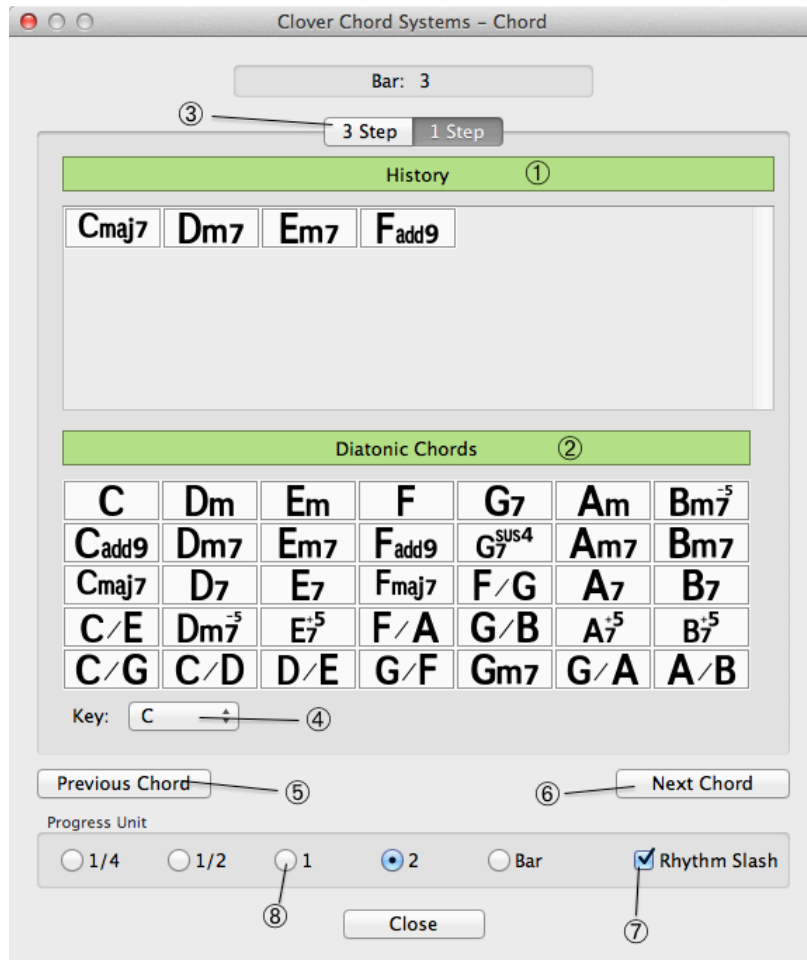 Clover Chord Systems – Chord
Bar: 3
③
3 Step 1 Step
History ①
Cmaj7 Dm7 Em7 Fadd9
Diatonic Chords ②
C Dm Em F G7 Am Bm7-5
Cadd9 Dm7 Em7 Fadd9 G7sus4 Am7 Bm7
Cmaj7 D7 E7 Fmaj7 F/G A7 B7
C/E Dm7-5 E7+5 F/A G/B A7+5 B7+5
C/G C/D D/E G/F Gm7 G/A A/B
Key: C ④
Previous Chord ⑤ ⑥ Next Chord
Progress Unit
1/4 1/2 1 2 Bar Rhythm Slash
⑧ Close ⑦